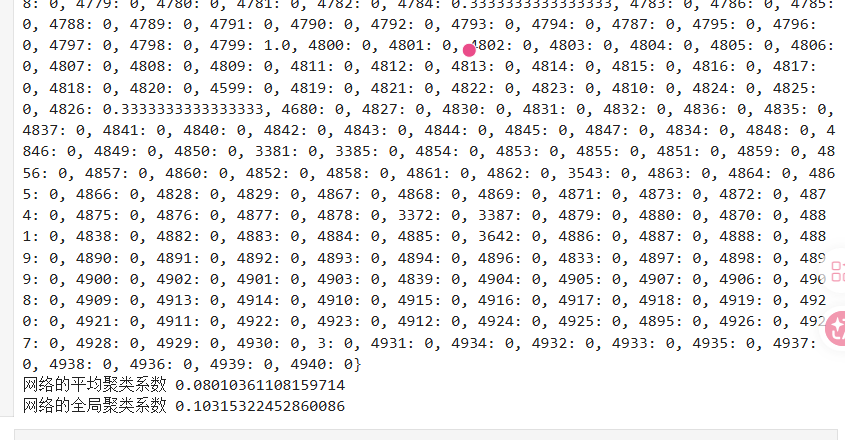 8: 0, 4779: 0, 4780: 0, 4781: 0, 4782: 0, 4784: 0.3333333333333333, 4783: 0, 4786: 0, 4785:
0, 4788: 0, 4789: 0, 4791: 0, 4790: 0, 4792: 0, 4793: 0, 4794: 0, 4787: 0, 4795: 0, 4796:
0, 4797: 0, 4798: 0, 4799: 1.0, 4800: 0, 4801: 0, 4802: 0, 4803: 0, 4804: 0, 4805: 0, 4806:
0, 4807: 0, 4808: 0, 4809: 0, 4811: 0, 4812: 0, 4813: 0, 4814: 0, 4815: 0, 4816: 0, 4817:
0, 4818: 0, 4820: 0, 4599: 0, 4819: 0, 4821: 0, 4822: 0, 4823: 0, 4810: 0, 4824: 0, 4825:
0, 4826: 0.3333333333333333, 4680: 0, 4827: 0, 4830: 0, 4831: 0, 4832: 0, 4836: 0, 4835: 0,
4837: 0, 4841: 0, 4840: 0, 4842: 0, 4843: 0, 4844: 0, 4845: 0, 4847: 0, 4834: 0, 4848: 0, 4
846: 0, 4849: 0, 4850: 0, 3381: 0, 3385: 0, 4854: 0, 4853: 0, 4855: 0, 4851: 0, 4859: 0, 48
56: 0, 4857: 0, 4860: 0, 4852: 0, 4858: 0, 4861: 0, 4862: 0, 3543: 0, 4863: 0, 4864: 0, 486
5: 0, 4866: 0, 4828: 0, 4829: 0, 4867: 0, 4868: 0, 4869: 0, 4871: 0, 4873: 0, 4872: 0, 487
4: 0, 4875: 0, 4876: 0, 4877: 0, 4878: 0, 3372: 0, 3387: 0, 4879: 0, 4880: 0, 4870: 0, 488
1: 0, 4838: 0, 4882: 0, 4883: 0, 4884: 0, 4885: 0, 3642: 0, 4886: 0, 4887: 0, 4888: 0, 488
9: 0, 4890: 0, 4891: 0, 4892: 0, 4893: 0, 4894: 0, 4896: 0, 4833: 0, 4897: 0, 4898: 0, 489
9: 0, 4900: 0, 4902: 0, 4901: 0, 4903: 0, 4839: 0, 4904: 0, 4905: 0, 4907: 0, 4906: 0, 490
8: 0, 4909: 0, 4913: 0, 4914: 0, 4910: 0, 4915: 0, 4916: 0, 4917: 0, 4918: 0, 4919: 0, 492
0: 0, 4921: 0, 4911: 0, 4922: 0, 4923: 0, 4912: 0, 4924: 0, 4925: 0, 4895: 0, 4926: 0, 492
7: 0, 4928: 0, 4929: 0, 4930: 0, 3: 0, 4931: 0, 4934: 0, 4932: 0, 4933: 0, 4935: 0, 4937:
0, 4938: 0, 4936: 0, 4939: 0, 4940: 0}
网络的平均聚类系数 0.08010361108159714
网络的全局聚类系数 0.10315322452860086